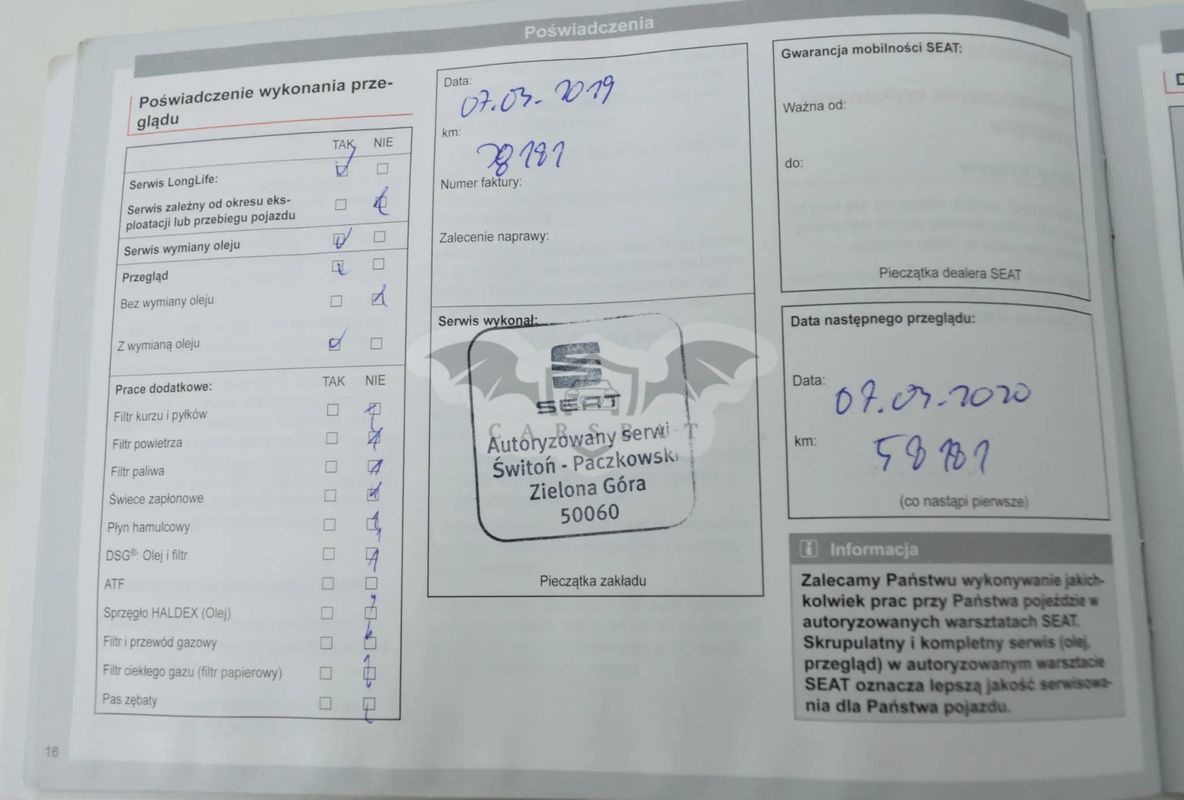 Poświadczenia
Poświadczenie wykonania prze-
glądu
TAK NIE
Serwis LongLife:
Serwis zależny od okresu eks-
ploatacji lub przebiegu pojazdu
Serwis wymiany oleju
Przegląd
Bez wymiany oleju
Z wymianą oleju
Prace dodatkowe: TAK NIE
Filtr kurzu i pyłków
Filtr powietrza
Filtr paliwa
Świece zapłonowe
Płyn hamulcowy
DSG®: Olej i filtr
ATF
Sprzęgło HALDEX (Olej)
Filtr i przewód gazowy
Filtr ciekłego gazu (filtr papierowy)
Pas zębaty
16
Data:
07.03.2019
km:
28181
Numer faktury:
Zalecenie naprawy:
Serwis wykonał:
SEAT
Autoryzowany Serwi
Świtoń - Paczkowski
Zielona Góra
50060
Pieczątka zakładu
Gwarancja mobilności SEAT:
Ważna od:
do:
Pieczątka dealera SEAT
Data następnego przeglądu:
Data:
07.03.2020
km:
58181
(co nastąpi pierwsze)
i Informacja
Zalecamy Państwu wykonywanie jakich-
kolwiek prac przy Państwa pojeździe w
autoryzowanych warsztatach SEAT.
Skrupulatny i kompletny serwis (olej,
przegląd) w autoryzowanym warsztacie
SEAT oznacza lepszą jakość serwisowa-
nia dla Państwa pojazdu.
D